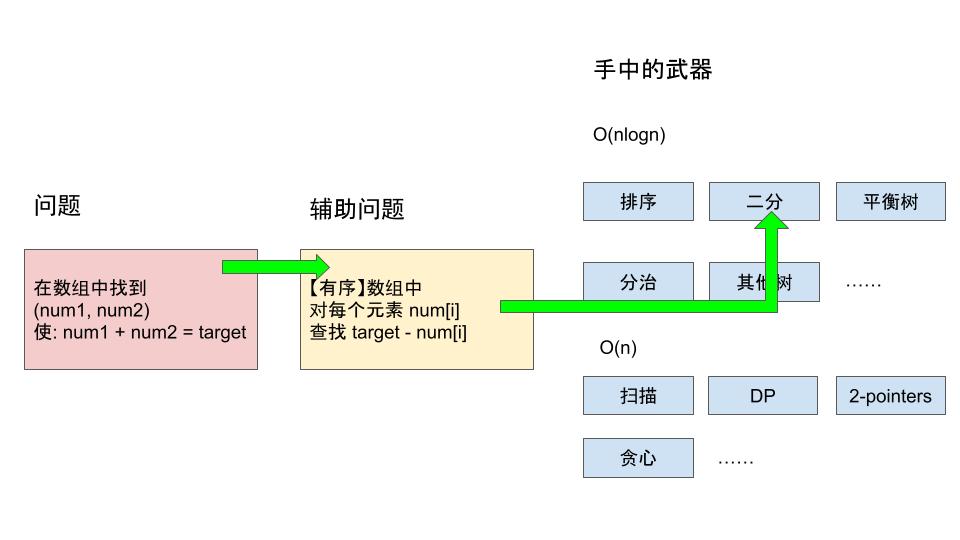 手中的武器
O(nlogn)
问题
辅助问题
排序
二分
平衡树
在数组中找到
(num1, num2)
使: num1 + num2 = target
【有序】数组中
对每个元素 num[i]
查找 target - num[i]
分治
其他树
……
O(n)
扫描
DP
2-pointers
贪心
……